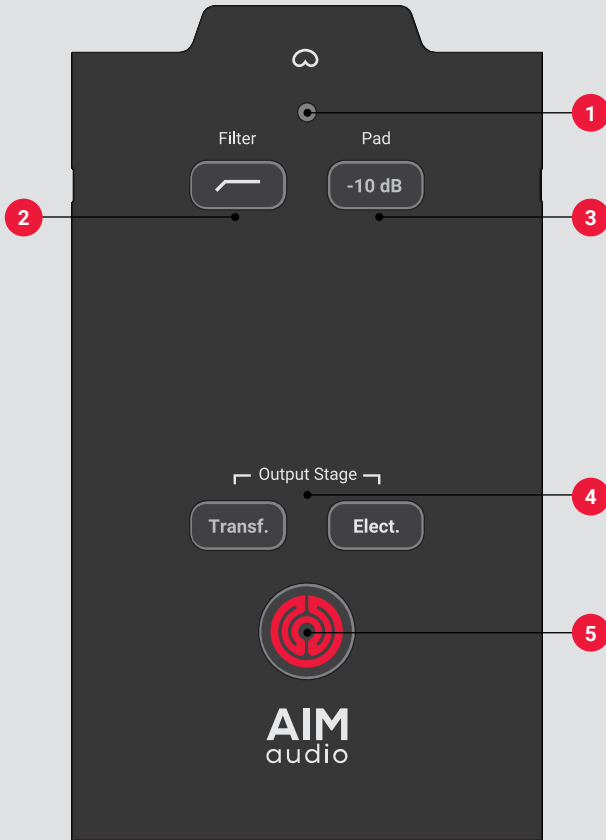 1
Filter
Pad
-10 dB
2
3
Output Stage
4
Transf.
Elect.
5
AIM
audio